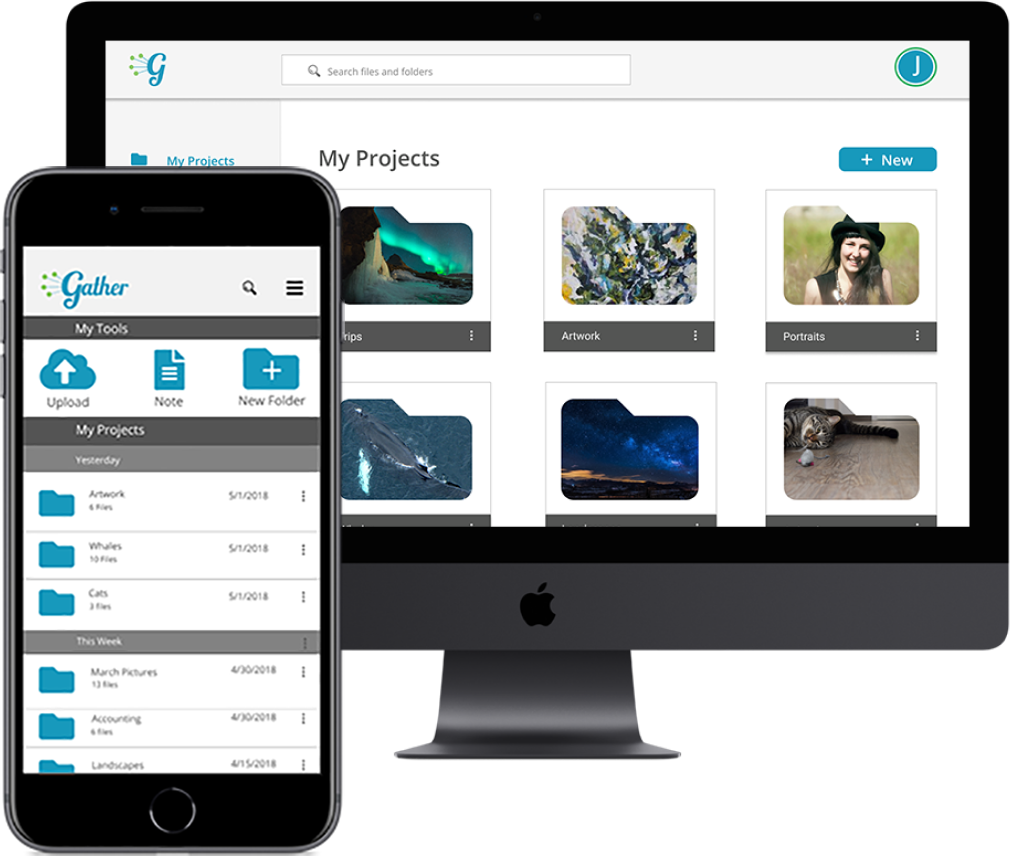 G
Search files and folders
J
My Projects
My Projects
+ New
rips
Artwork
Portraits
Gather
My Tools
Upload
Note
New Folder
My Projects
Yesterday
Artwork
5/1/2018
6 Files
Whales
5/1/2018
10 Files
Cats
5/1/2018
3 files
This Week
March Pictures
4/30/2018
13 files
Accounting
4/30/2018
6 files
Landscapes
4/15/2018